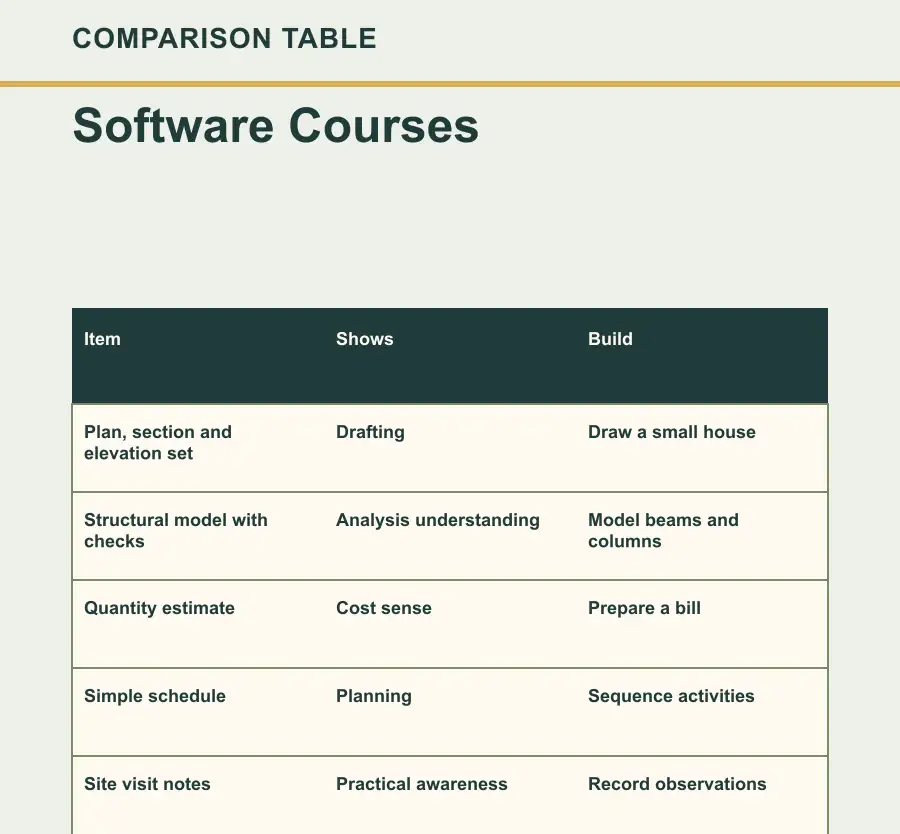 COMPARISON TABLE
Software Courses
Item Shows Build
Plan, section and Drafting Draw a small house
elevation set
Structural model with Analysis understanding Model beams and
checks columns
Quantity estimate Cost sense Prepare a bill
Simple schedule Planning Sequence activities
Site visit notes Practical awareness Record observations